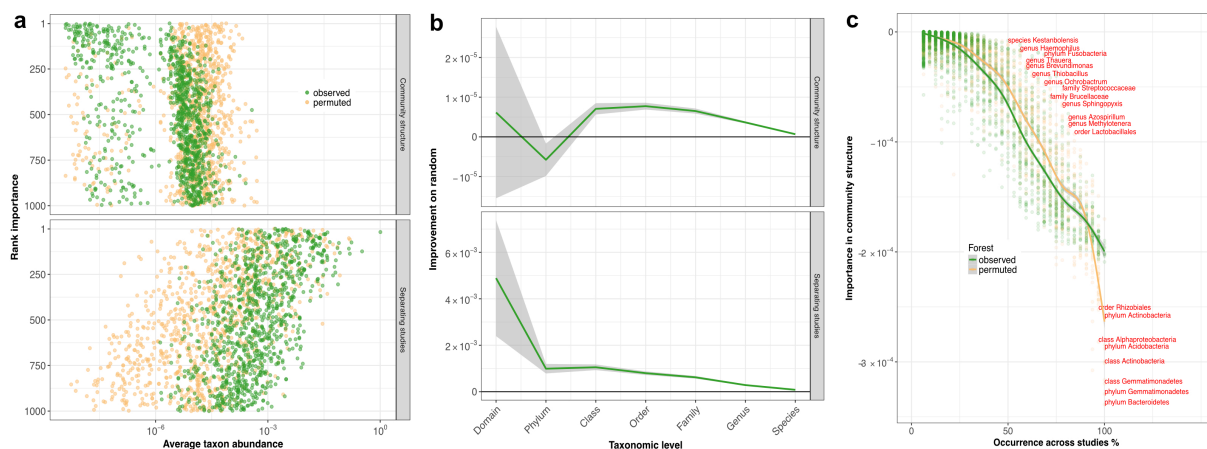 a
1
250
500
750
1000
Community structure
observed
permuted
1
250
500
750
1000
Separating studies
Rank importance
10⁻⁶
10⁻³
10⁰
Average taxon abundance
b
2·10⁻⁵
1·10⁻⁵
0
−10⁻⁵
Community structure
6·10⁻³
4·10⁻³
2·10⁻³
0
Separating studies
Improvement on random
Domain
Phylum
Class
Order
Family
Genus
Species
Taxonomic level
c
0
−10⁻⁴
−2·10⁻⁴
−3·10⁻⁴
Importance in community structure
species Kestanbolensis
genus Haemophilus
phylum Fusobacteria
genus Thauera
genus Brevundimonas
genus Thiobacillus
genus Ochrobactrum
family Streptococcaceae
family Brucellaceae
genus Sphingopyxis
genus Azospirillum
genus Methylotenera
order Lactobacillales
Forest
observed
permuted
order Rhizobiales
phylum Actinobacteria
class Alphaproteobacteria
phylum Acidobacteria
class Actinobacteria
class Gemmatimonadetes
phylum Gemmatimonadetes
phylum Bacteroidetes
0
50
100
Occurrence across studies %